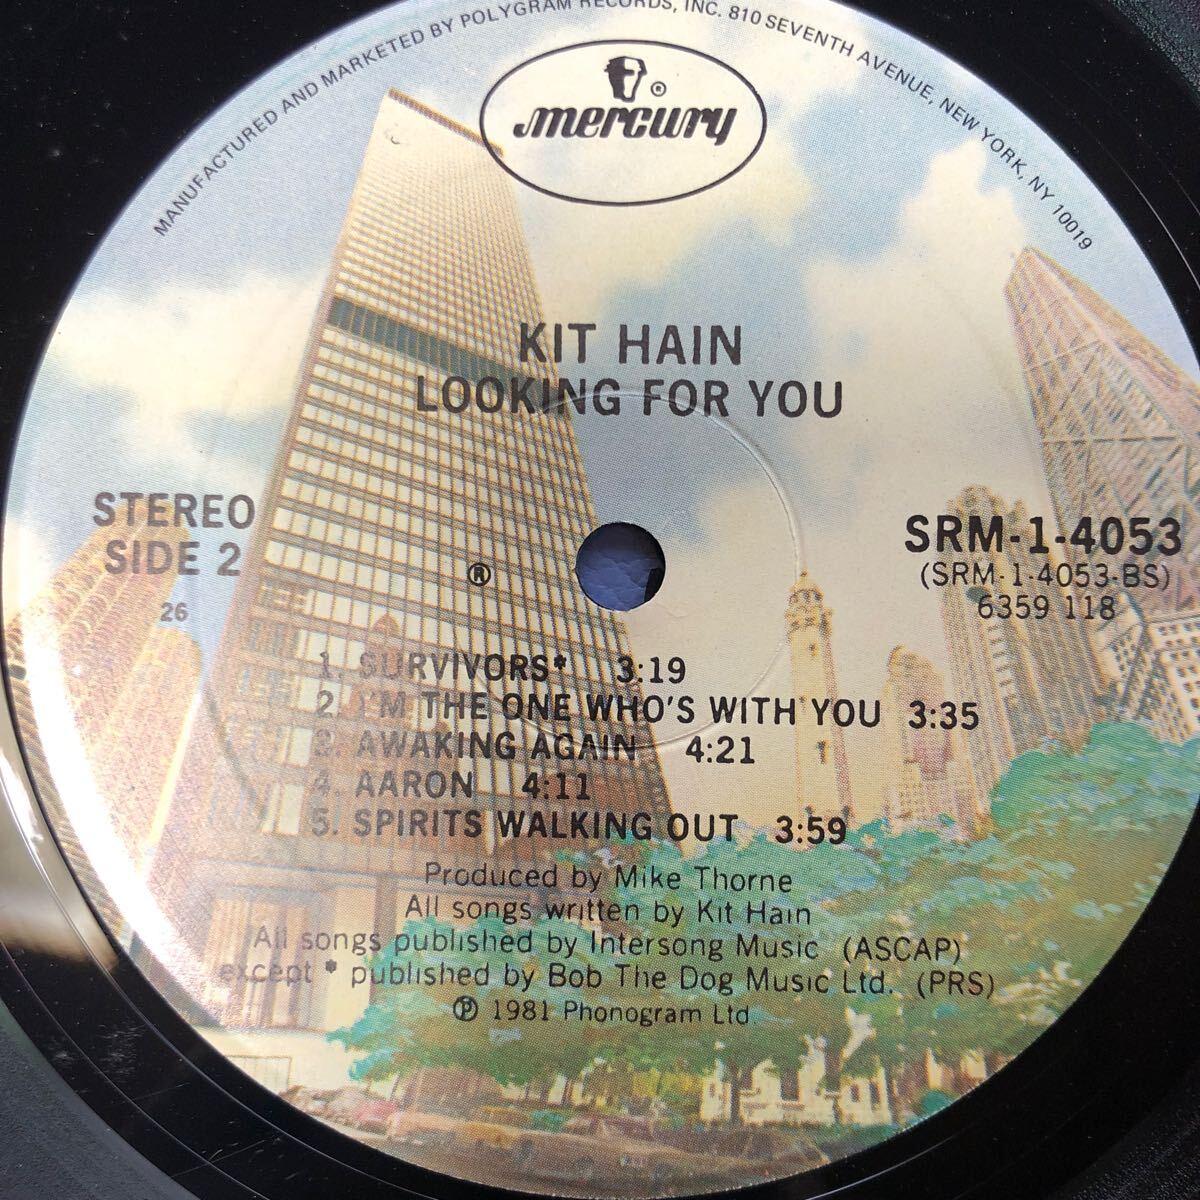 MANUFACTURED AND MARKETED BY POLYGRAM RECORDS, INC. 810 SEVENTH AVENUE, NEW YORK, NY 10019
®
mercury
KIT HAIN
LOOKING FOR YOU
STEREO
SIDE 2
26
®
SRM-1-4053
(SRM-1-4053-BS)
6359 118
1. SURVIVORS* 3:19
2. I'M THE ONE WHO'S WITH YOU 3:35
3. AWAKING AGAIN 4:21
4. AARON 4:11
5. SPIRITS WALKING OUT 3:59
Produced by Mike Thorne
All songs written by Kit Hain
All songs published by Intersong Music (ASCAP)
except * published by Bob The Dog Music Ltd. (PRS)
℗ 1981 Phonogram Ltd